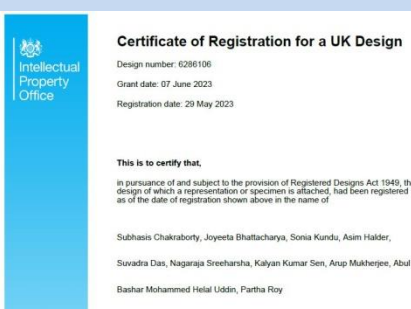 Intellectual
Property
Office
Certificate of Registration for a UK Design
Design number: 6286106
Grant date: 07 June 2023
Registration date: 29 May 2023
This is to certify that,
in pursuance of and subject to the provision of Registered Designs Act 1949, th
design of which a representation or specimen is attached, had been registered
as of the date of registration shown above in the name of
Subhasis Chakraborty, Joyeeta Bhattacharya, Sonia Kundu, Asim Halder,
Suvadra Das, Nagaraja Sreeharsha, Kalyan Kumar Sen, Arup Mukherjee, Abul
Bashar Mohammed Helal Uddin, Partha Roy